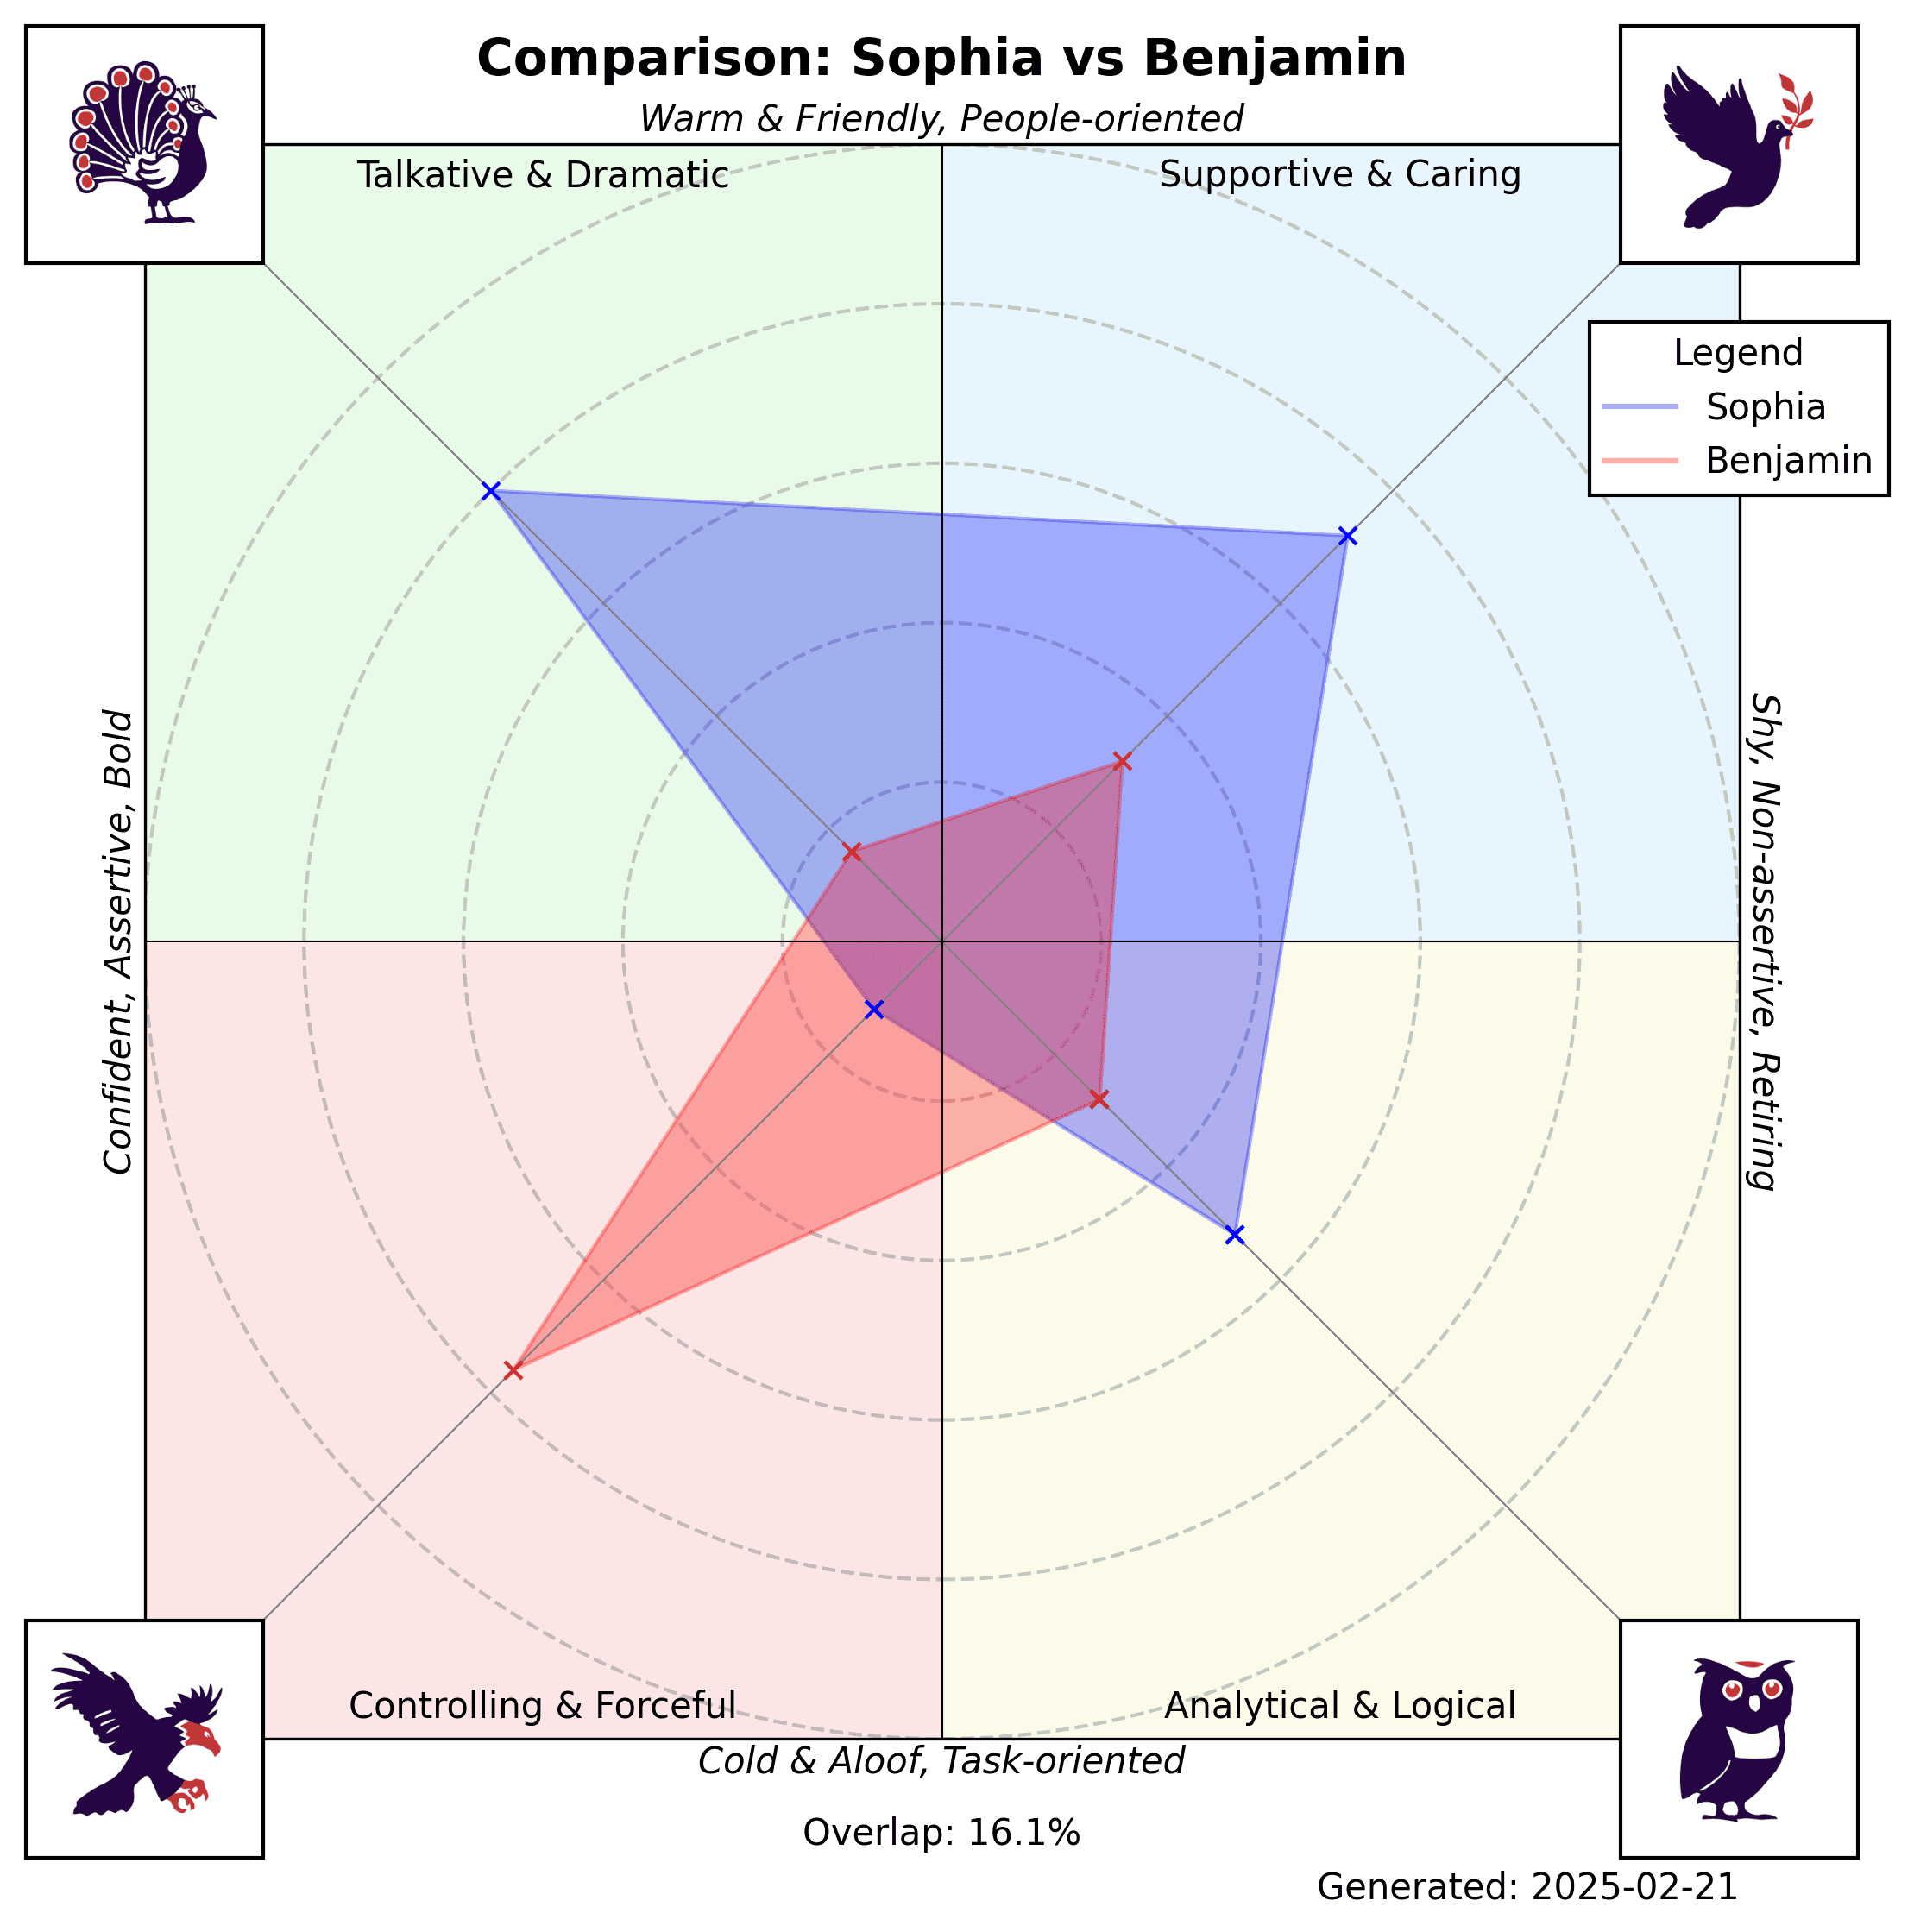 Comparison: Sophia vs Benjamin
Warm & Friendly, People-oriented
Talkative & Dramatic
Supportive & Caring
Legend
Sophia
Benjamin
Confident, Assertive, Bold
Shy, Non-assertive, Retiring
Controlling & Forceful
Analytical & Logical
Cold & Aloof, Task-oriented
Overlap: 16.1%
Generated: 2025-02-21